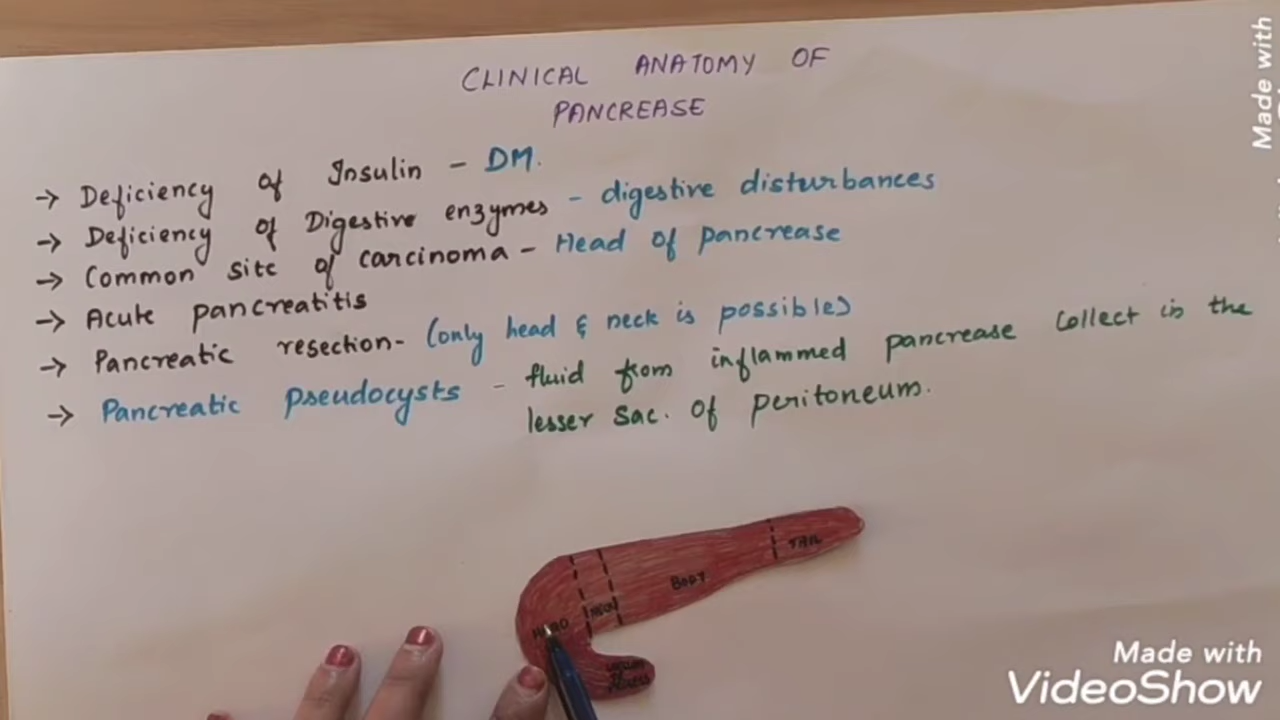 CLINICAL ANATOMY OF
PANCREASE
→ Deficiency of Insulin - DM.
→ Deficiency of Digestive enzymes - digestive disturbances
→ Common site of carcinoma - Head of pancrease
→ Acute pancreatitis
→ Pancreatic resection- (only head & neck is possible)
→ Pancreatic pseudocysts - fluid from inflammed pancrease collect in the
lesser sac. of peritoneum.
TAIL
BODY
NECK
HEAD
Made with
VideoShow
Made with